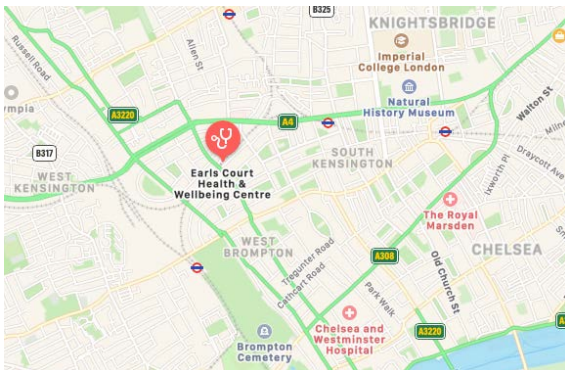 B325
KNIGHTSBRIDGE
Russell Road
Allen St
Imperial
College London
Walton St
Natural
History Museum
ympia
A3220
A4
Milne
B317
SOUTH
KENSINGTON
Draycott Ave
Ixworth Pl
WEST
KENSINGTON
Earls Court
Health &
Wellbeing Centre
The Royal
Marsden
WEST
BROMPTON
CHELSEA
Tregunter Road
A308
Old Church St
Cathcart Road
Park Walk
Chelsea and
Westminster
Hospital
A3220
Brompton
Cemetery